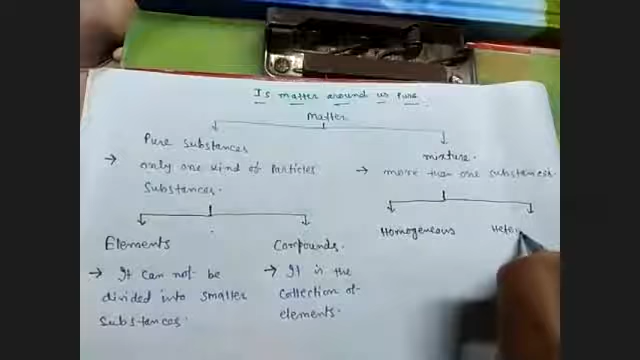 Is matter around us Pure
Matter
Pure substances
→ only one kind of Particles
Substances.
mixture.
→ more than one substances.
Elements
→ It can not be
divided into smaller
substances.
Compounds.
→ It is the
collection of
elements.
Homogeneous
Hete